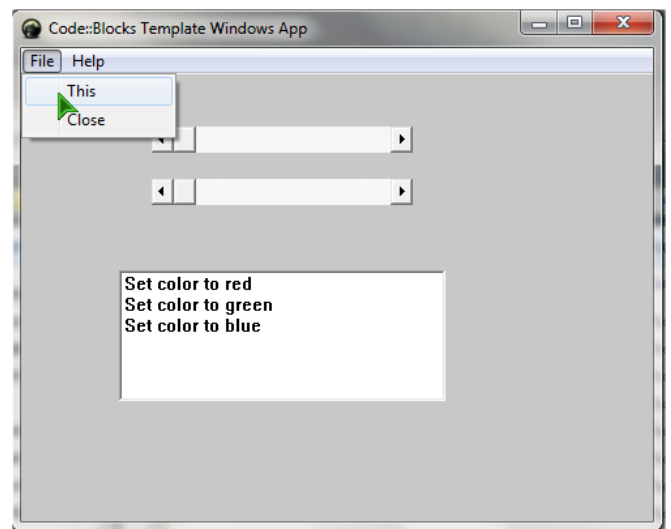 Code::Blocks Template Windows App
File Help
This
Close
Set color to red
Set color to green
Set color to blue